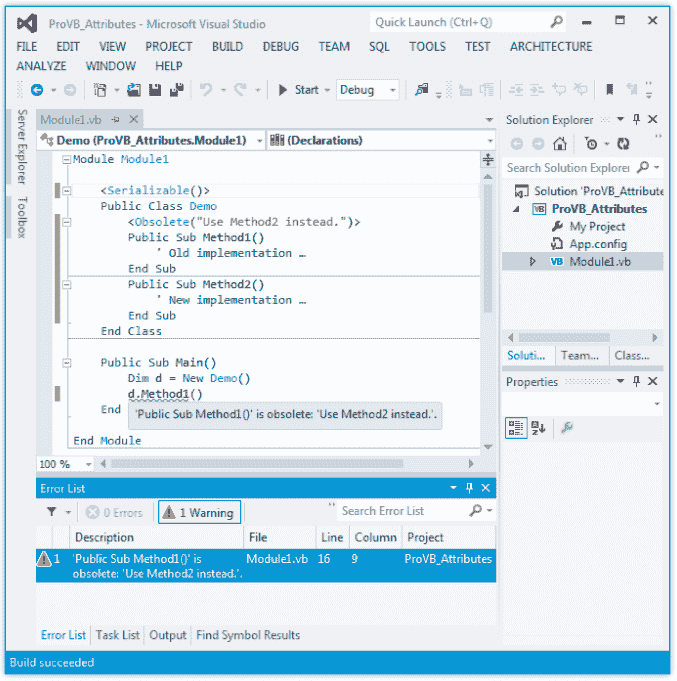 ProVB_Attributes - Microsoft Visual Studio
Quick Launch (Ctrl+Q)
FILE EDIT VIEW PROJECT BUILD DEBUG TEAM SQL TOOLS TEST ARCHITECTURE
ANALYZE WINDOW HELP
Start Debug
Server Explorer
Toolbox
Module1.vb
Demo (ProVB_Attributes.Module1) (Declarations)
Module Module1
<Serializable()>
Public Class Demo
<Obsolete("Use Method2 instead.")>
Public Sub Method1()
' Old implementation …
End Sub
Public Sub Method2()
' New implementation …
End Sub
End Class
Public Sub Main()
Dim d = New Demo()
d.Method1()
End
'Public Sub Method1()' is obsolete: 'Use Method2 instead.'.
End Module
100 %
Solution Explorer
Search Solution Explorer
Solution 'ProVB_Attribute
ProVB_Attributes
My Project
App.config
VB Module1.vb
Soluti... Team... Class...
Properties
Error List
0 Errors 1 Warning Search Error List
Description File Line Column Project
1 'Public Sub Method1()' is Module1.vb 16 9 ProVB_Attributes
obsolete: 'Use Method2 instead.'.
Error List Task List Output Find Symbol Results
Build succeeded